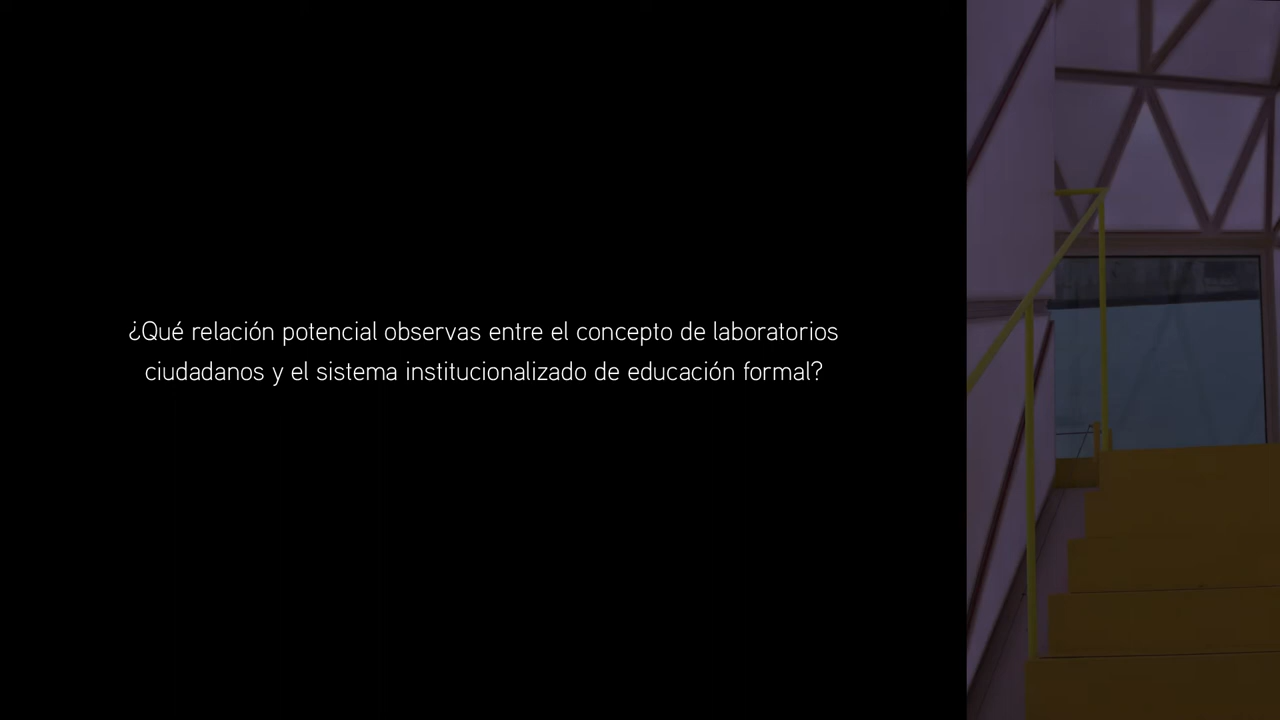 ¿Qué relación potencial observas entre el concepto de laboratorios
ciudadanos y el sistema institucionalizado de educación formal?